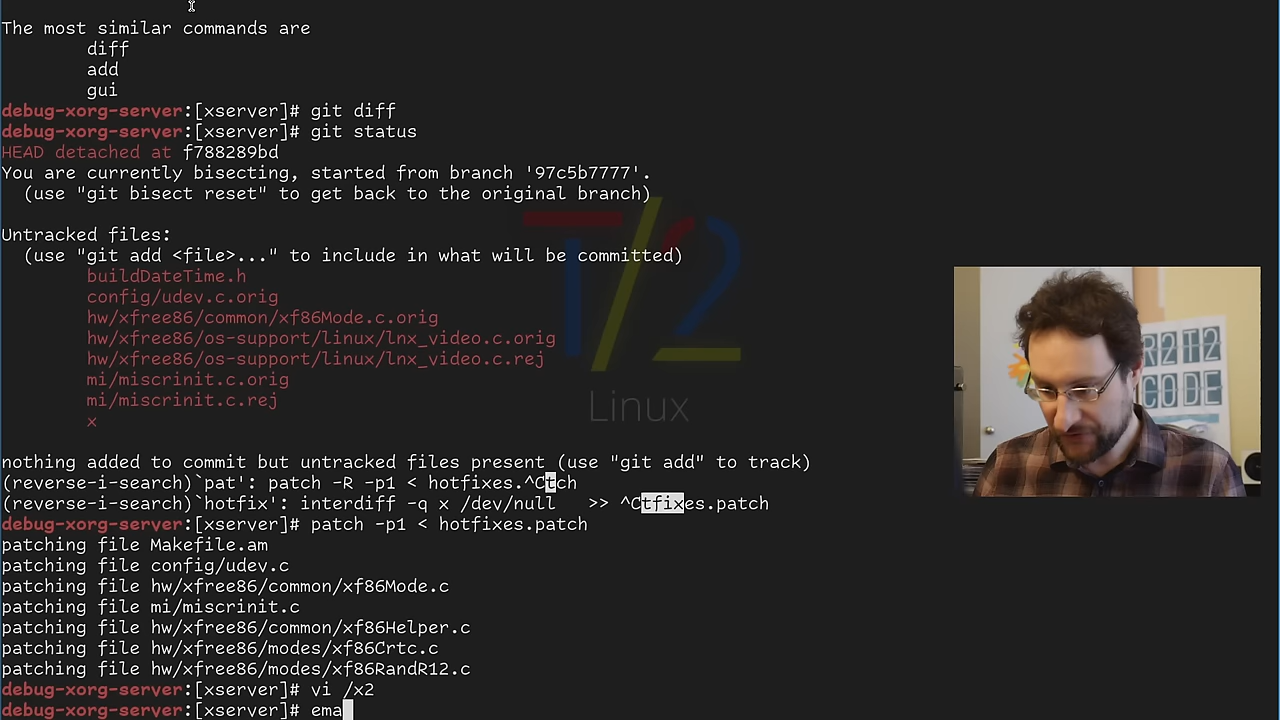 The most similar commands are
diff
add
gui
debug-xorg-server:[xserver]# git diff
debug-xorg-server:[xserver]# git status
HEAD detached at f788289bd
You are currently bisecting, started from branch '97c5b7777'.
(use "git bisect reset" to get back to the original branch)
Untracked files:
(use "git add <file>..." to include in what will be committed)
buildDateTime.h
config/udev.c.orig
hw/xfree86/common/xf86Mode.c.orig
hw/xfree86/os-support/linux/lnx_video.c.orig
hw/xfree86/os-support/linux/lnx_video.c.rej
mi/miscrinit.c.orig
mi/miscrinit.c.rej
x
nothing added to commit but untracked files present (use "git add" to track)
(reverse-i-search)`pat': patch -R -p1 < hotfixes.^Ctch
(reverse-i-search)`hotfix': interdiff -q x /dev/null   >> ^Ctfixes.patch
debug-xorg-server:[xserver]# patch -p1 < hotfixes.patch
patching file Makefile.am
patching file config/udev.c
patching file hw/xfree86/common/xf86Mode.c
patching file mi/miscrinit.c
patching file hw/xfree86/common/xf86Helper.c
patching file hw/xfree86/modes/xf86Crtc.c
patching file hw/xfree86/modes/xf86RandR12.c
debug-xorg-server:[xserver]# vi /x2
debug-xorg-server:[xserver]# ema
T/2
Linux
R2T2
CODE